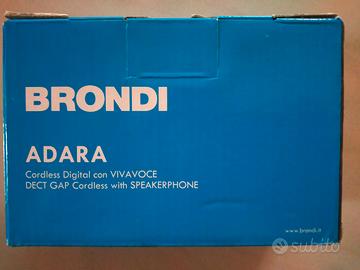 BRONDI
ADARA
Cordless Digital con VIVAVOCE
DECT GAP Cordless with SPEAKERPHONE
www.brondi.it
subito